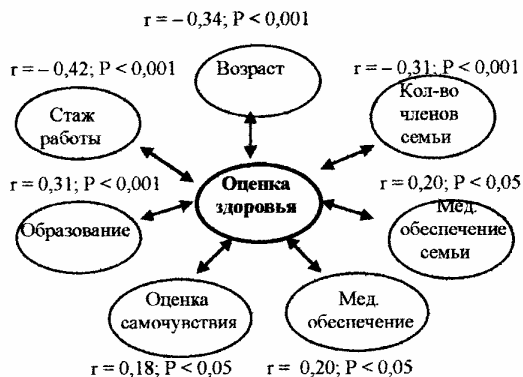 r = – 0,34; P < 0,001
Возраст
r = – 0,42; P < 0,001
Стаж
работы
r = – 0,31; P < 0,001
Кол-во
членов
семьи
Оценка
здоровья
r = 0,31; P < 0,001
Образование
r = 0,20; P < 0,05
Мед.
обеспечение
семьи
Оценка
самочувствия
r = 0,18; P < 0,05
Мед.
обеспечение
r = 0,20; P < 0,05